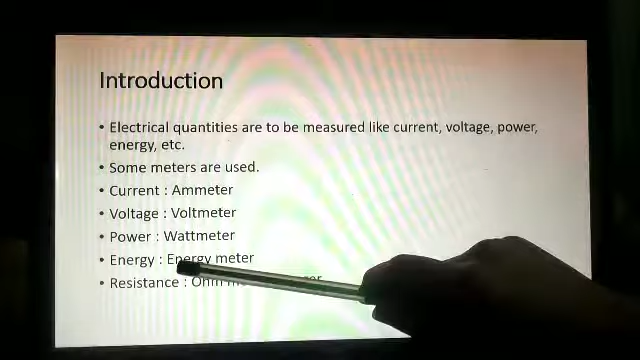 Introduction
• Electrical quantities are to be measured like current, voltage, power,
energy, etc.
• Some meters are used.
• Current : Ammeter
• Voltage : Voltmeter
• Power : Wattmeter
• Energy : Energy meter
• Resistance : Ohm